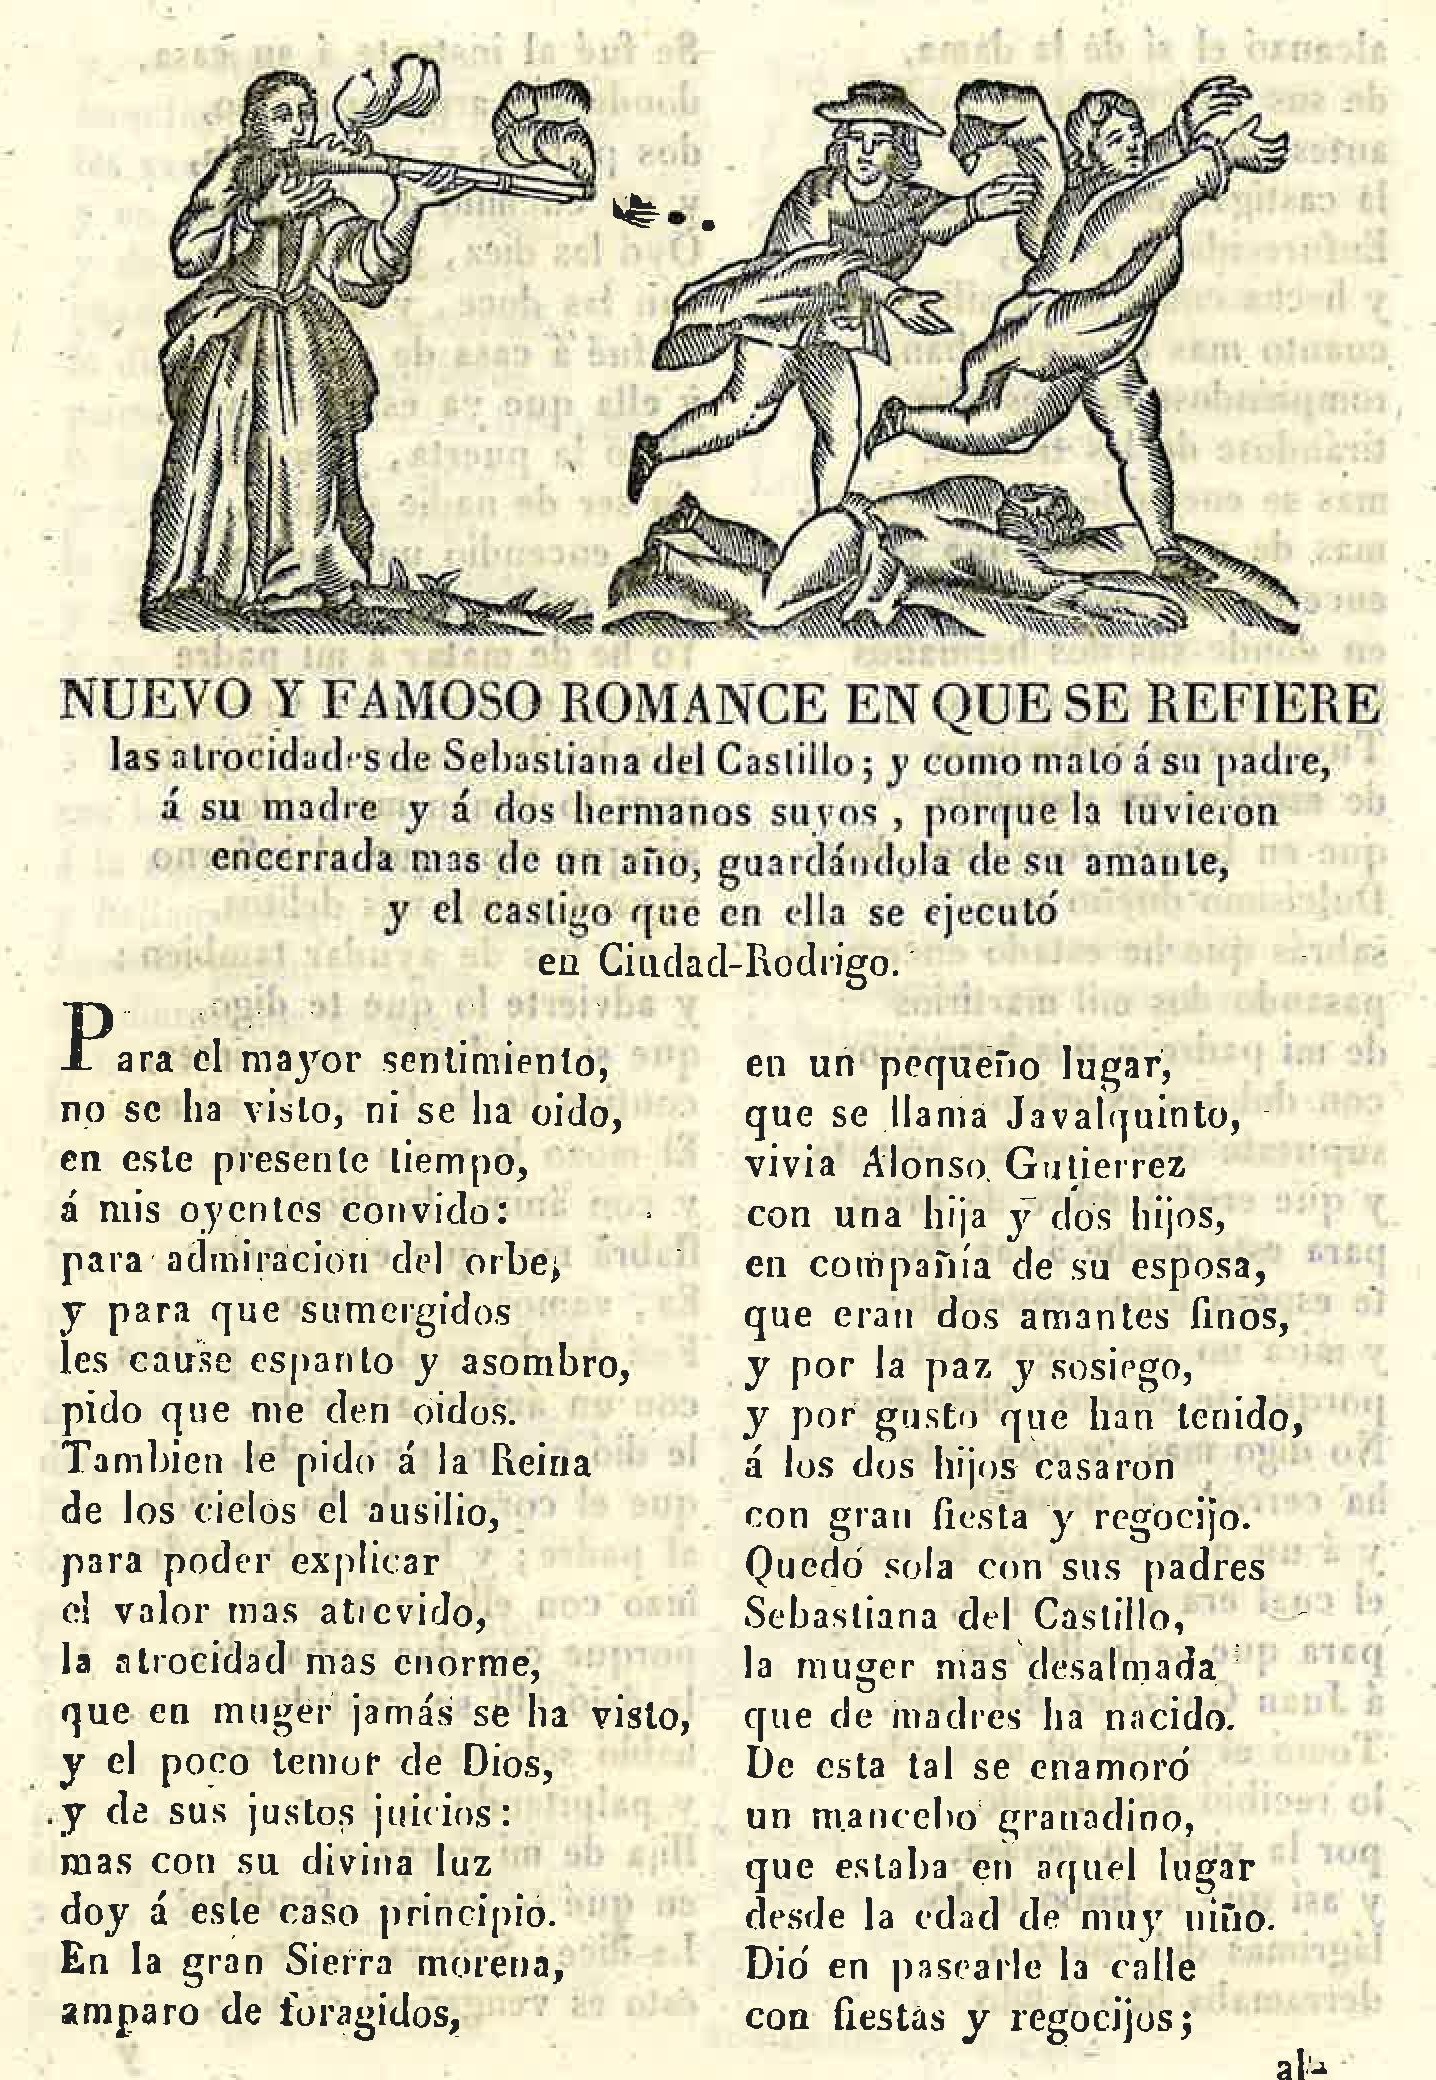 NUEVO Y FAMOSO ROMANCE EN QUE SE REFIERE
las atrocidades de Sebastiana del Castillo; y como mató á su padre,
á su madre y á dos hermanos suyos, porque la tuvieron
encerrada mas de un año, guardándola de su amante,
y el castigo que en ella se ejecutó
en Ciudad-Rodrigo.
Para el mayor sentimiento,
no se ha visto, ni se ha oido,
en este presente tiempo,
á mis oyentes convido:
para admiracion del orbe,
y para que sumergidos
les cause espanto y asombro,
pido que me den oidos.
Tambien le pido á la Reina
de los cielos el ausilio,
para poder explicar
el valor mas atrevido,
la atrocidad mas enorme,
que en muger jamás se ha visto,
y el poco temor de Dios,
y de sus justos juicios:
mas con su divina luz
doy á este caso principio.
En la gran Sierra morena,
amparo de foragidos,
en un pequeño lugar,
que se llama Javalquinto,
vivia Alonso Gutierrez
con una hija y dos hijos,
en compañía de su esposa,
que eran dos amantes finos,
y por la paz y sosiego,
y por gusto que han tenido,
á los dos hijos casaron
con gran fiesta y regocijo.
Quedó sola con sus padres
Sebastiana del Castillo,
la muger mas desalmada
que de madres ha nacido.
De esta tal se enamoró
un mancebo granadino,
que estaba en aquel lugar
desde la edad de muy niño.
Dió en pasearle la calle
con fiestas y regocijos;